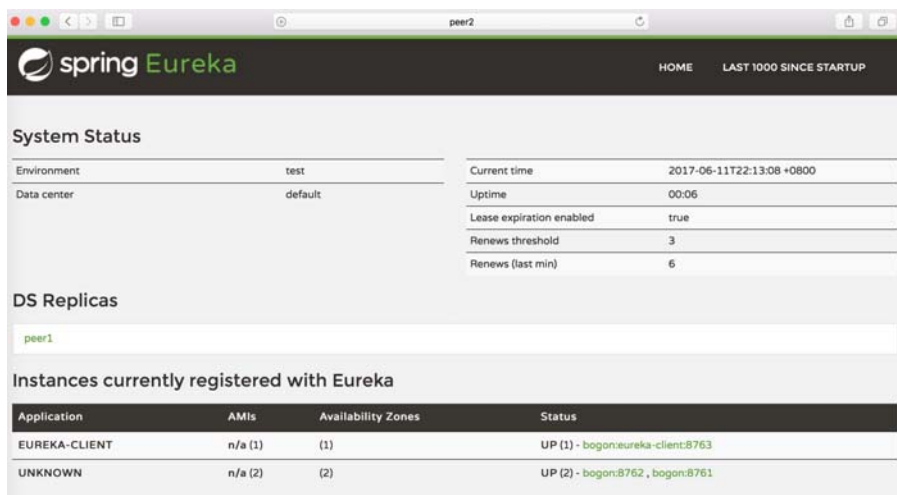 peer2
spring Eureka
HOME LAST 1000 SINCE STARTUP
System Status
Environment test
Data center default
Current time 2017-06-11T22:13:08 +0800
Uptime 00:06
Lease expiration enabled true
Renews threshold 3
Renews (last min) 6
DS Replicas
peer1
Instances currently registered with Eureka
Application AMIs Availability Zones Status
EUREKA-CLIENT n/a (1) (1) UP (1) - bogon:eureka-client:8763
UNKNOWN n/a (2) (2) UP (2) - bogon:8762 , bogon:8761